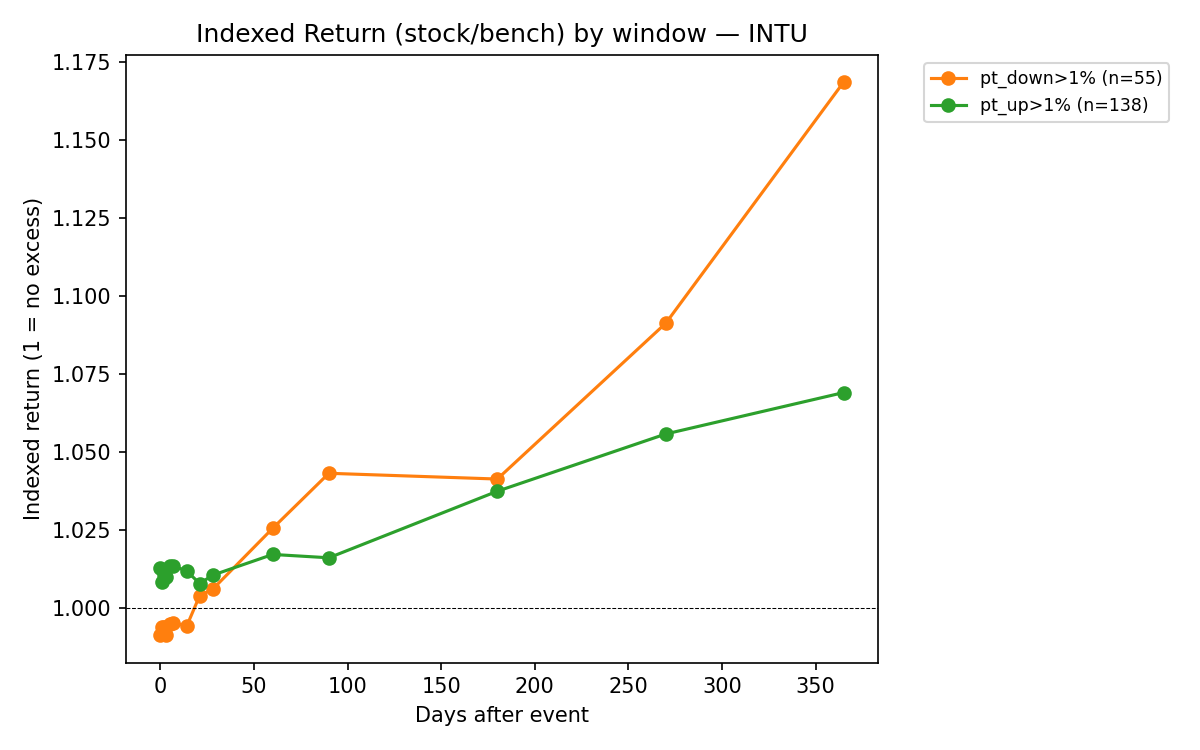 Indexed Return (stock/bench) by window — INTU
pt_down>1% (n=55)
pt_up>1% (n=138)
Indexed return (1 = no excess)
1.175
1.150
1.125
1.100
1.075
1.050
1.025
1.000
0 50 100 150 200 250 300 350
Days after event